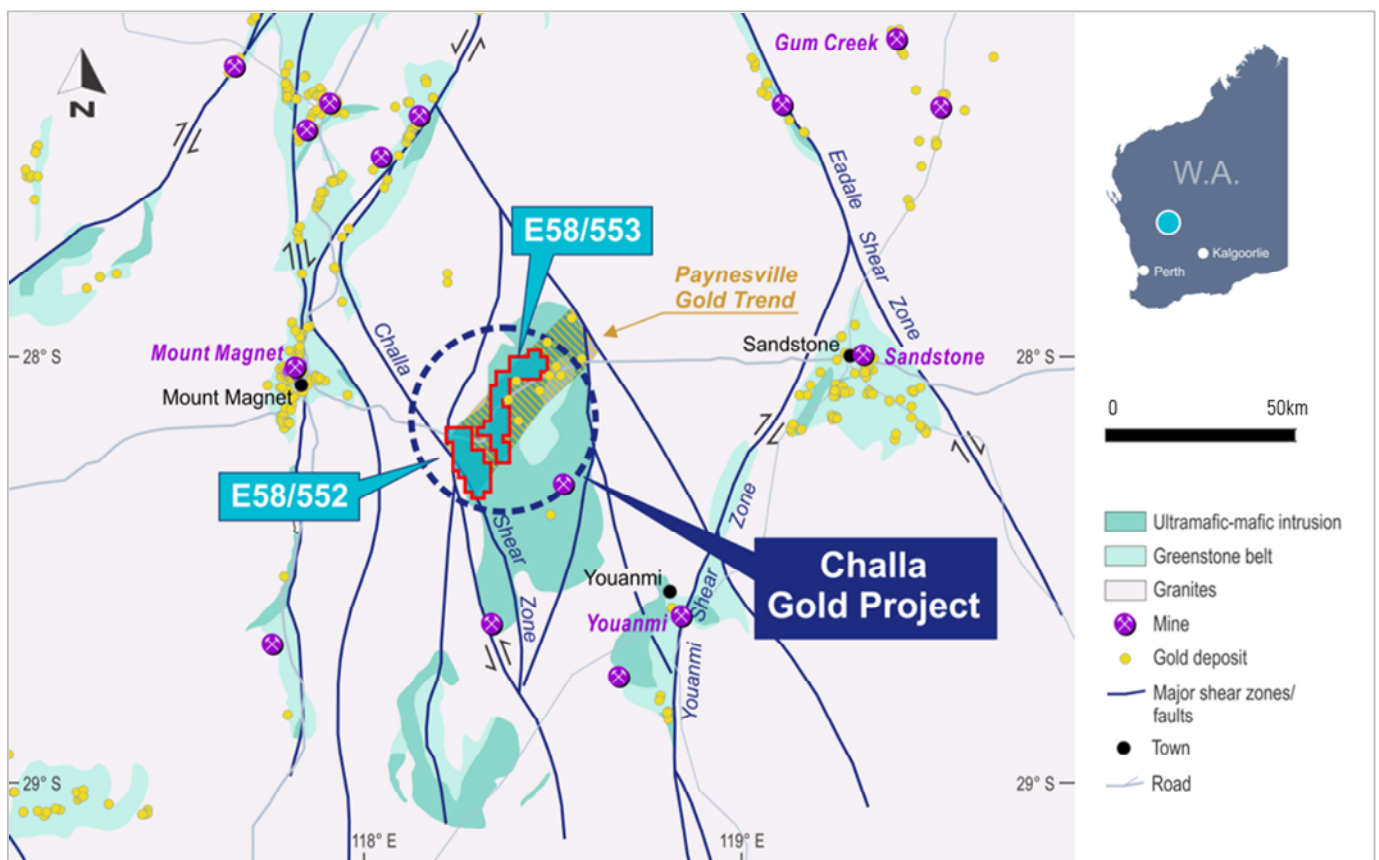 N
Gum Creek
W.A.
Kalgoorlie
Perth
E58/553
Eadale
Shear
Zone
Paynesville
Gold Trend
Challa
28° S
Mount Magnet
Mount Magnet
Sandstone
Sandstone
28° S
0
50km
E58/552
Shear
Zone
Zone
Shear
Youanmi
Youanmi
Youanmi
Challa
Gold Project
Ultramafic-mafic intrusion
Greenstone belt
Granites
Mine
Gold deposit
Major shear zones/
faults
Town
Road
29° S
29° S
118° E
119° E